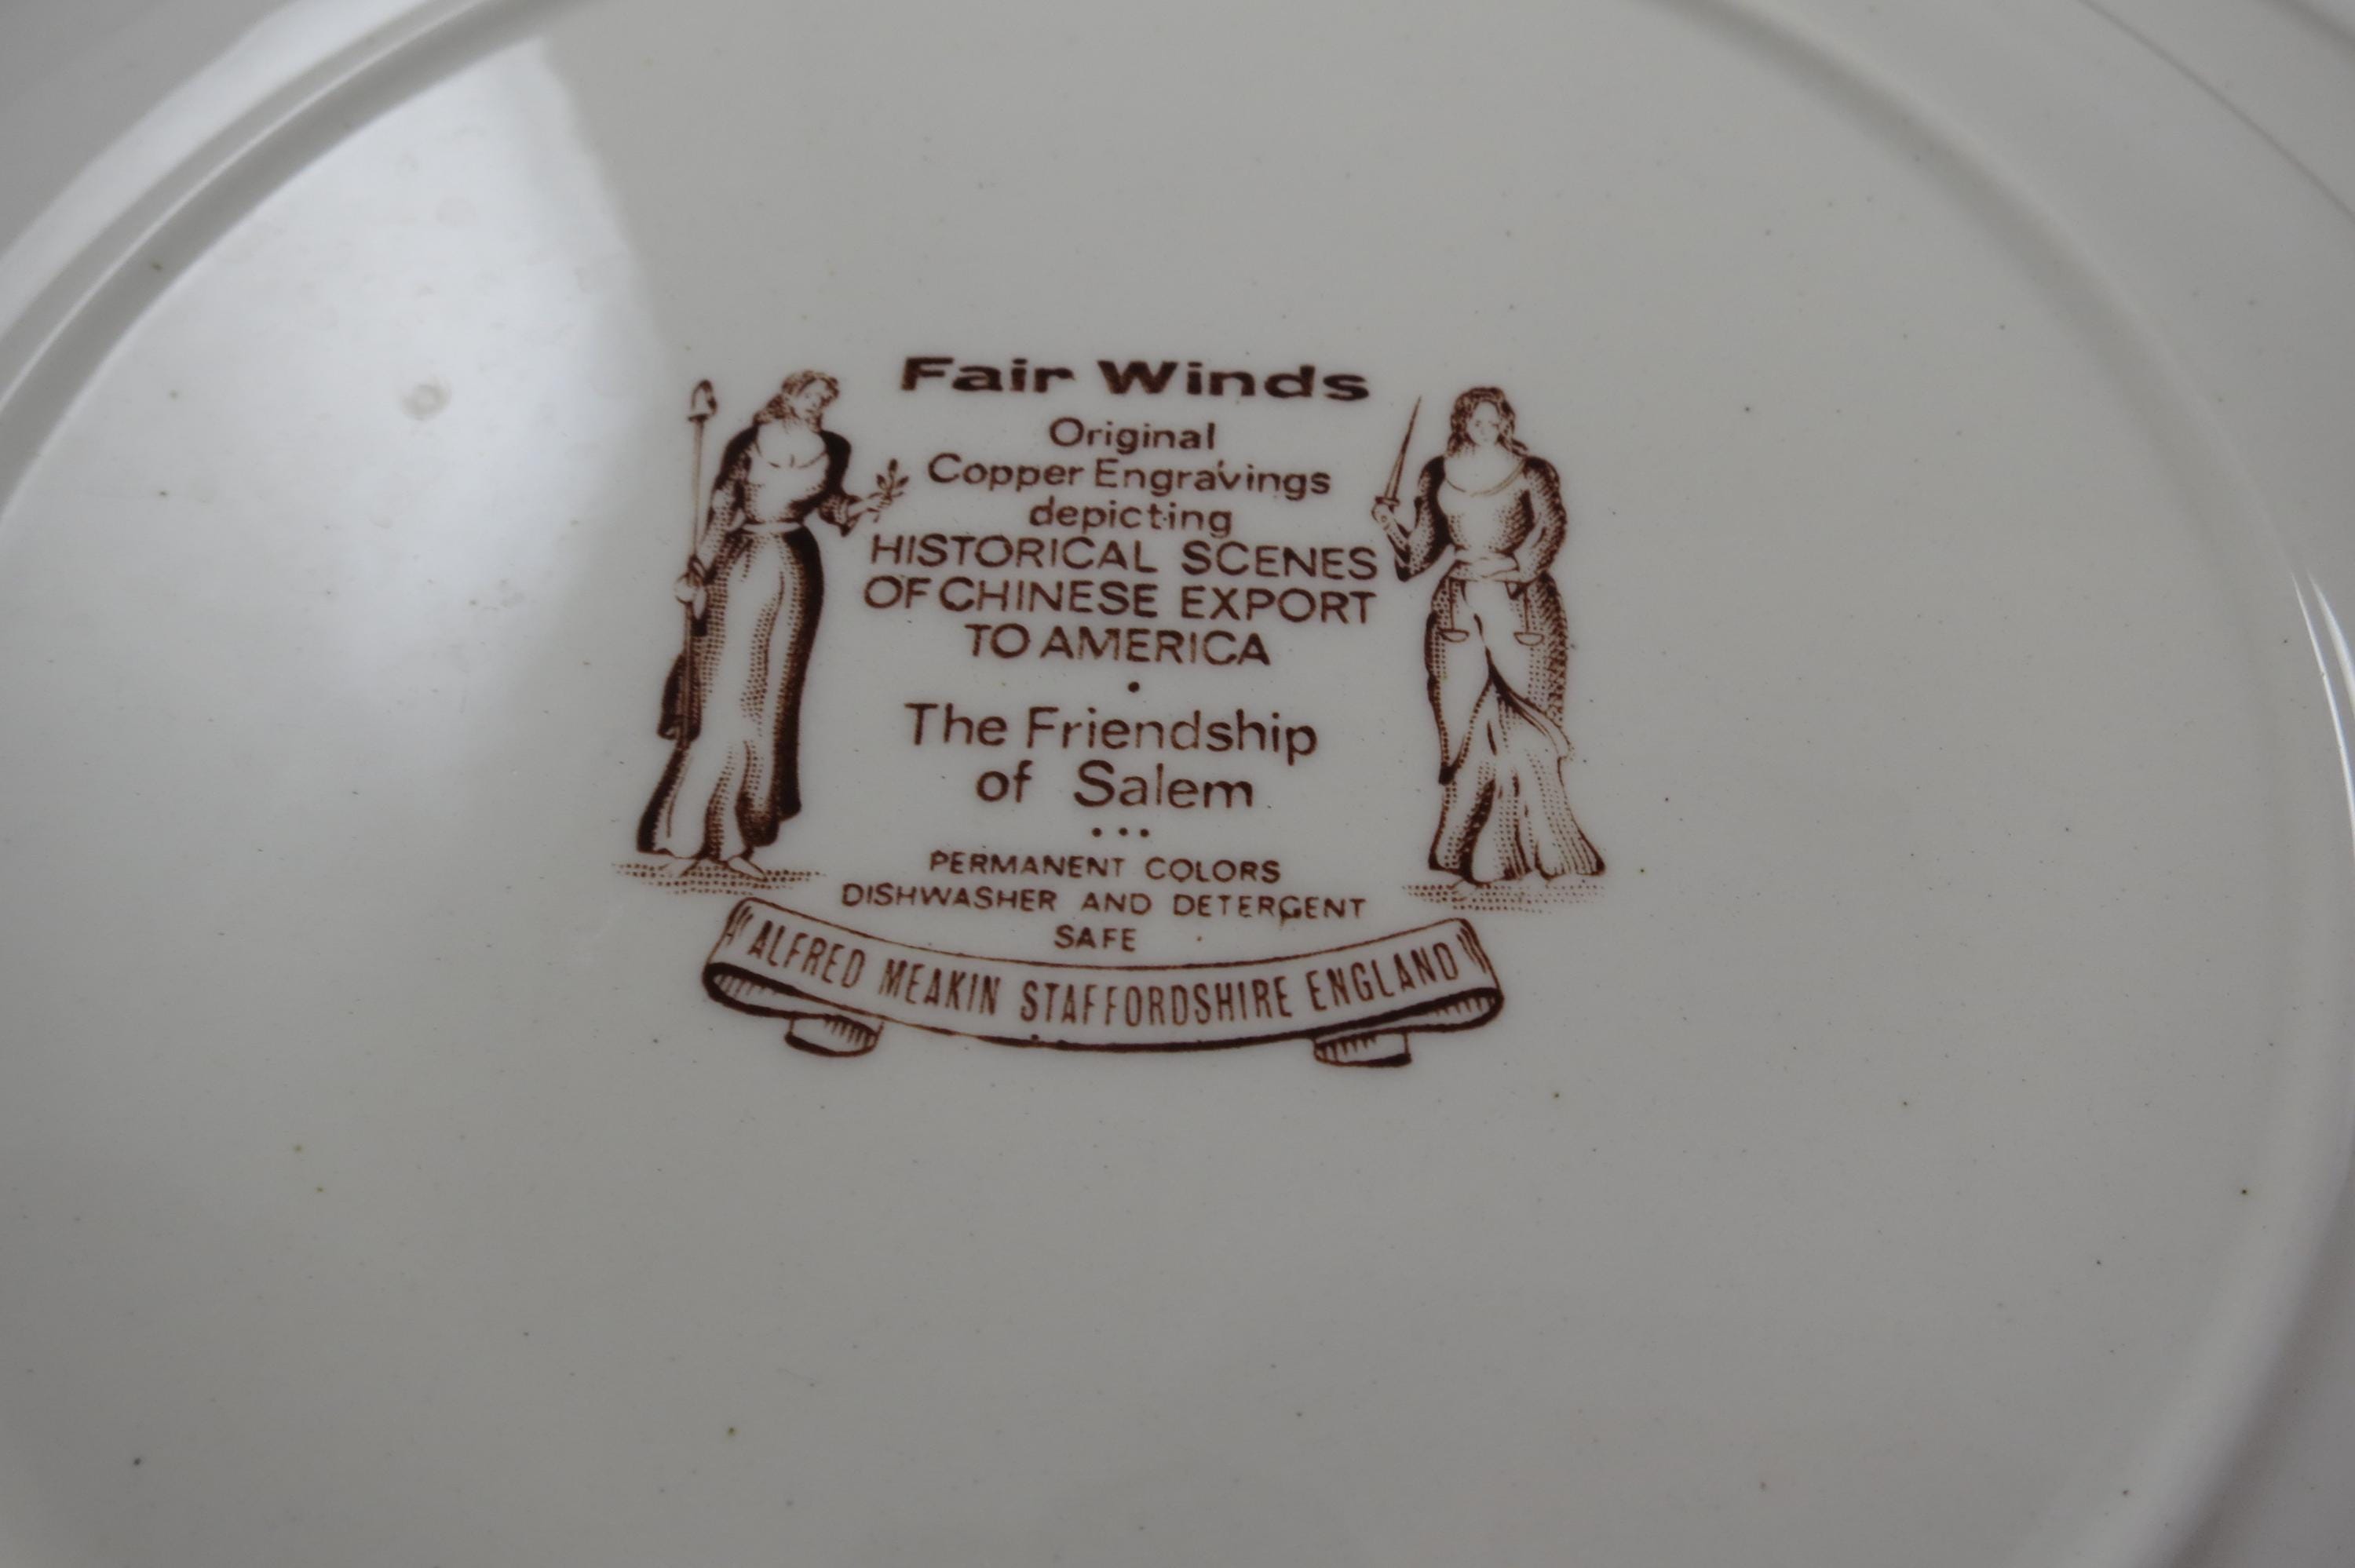 Fair Winds
Original
Copper Engravings
depicting
HISTORICAL SCENES
OF CHINESE EXPORT
TO AMERICA
•
The Friendship
of Salem
•••
PERMANENT COLORS
DISHWASHER AND DETERGENT
SAFE
ALFRED MEAKIN STAFFORDSHIRE ENGLAND